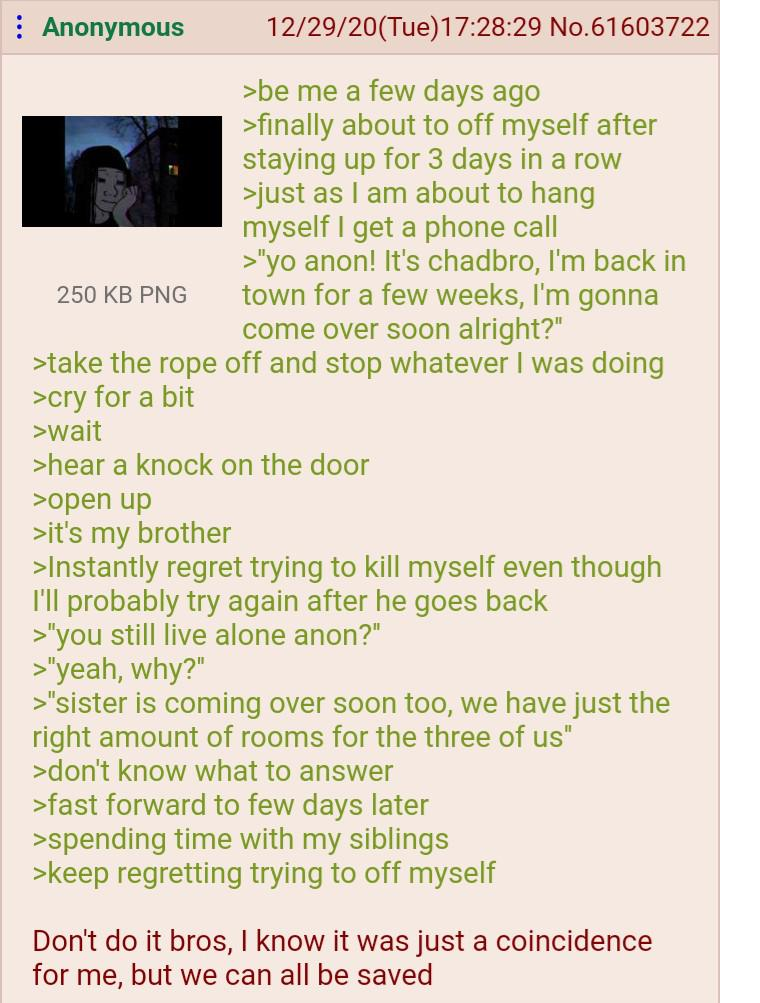 Anonymous 12/29/20(Tue)17:28:29 No.61603722
>be me a few days ago
>finally about to off myself after
staying up for 3 days in a row
>just as I am about to hang
myself I get a phone call
>"yo anon! It's chadbro, I'm back in
town for a few weeks, I'm gonna
come over soon alright?"
250 KB PNG
>take the rope off and stop whatever I was doing
>cry for a bit
>wait
>hear a knock on the door
>open up
>it's my brother
>Instantly regret trying to kill myself even though
I'll probably try again after he goes back
>"you still live alone anon?"
>"yeah, why?"
>"sister is coming over soon too, we have just the
right amount of rooms for the three of us"
>don't know what to answer
>fast forward to few days later
>spending time with my siblings
>keep regretting trying to off myself
Don't do it bros, I know it was just a coincidence
for me, but we can all be saved